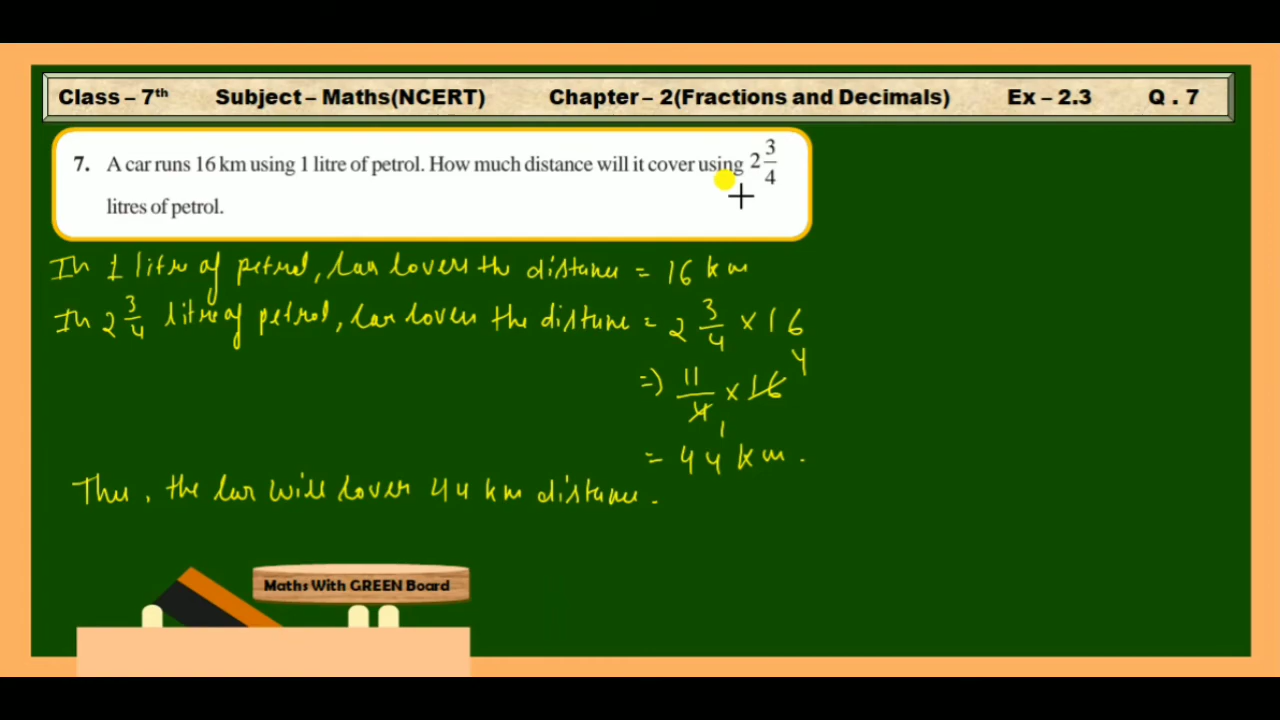 Class – 7th Subject – Maths(NCERT) Chapter – 2(Fractions and Decimals) Ex – 2.3 Q . 7
7. A car runs 16 km using 1 litre of petrol. How much distance will it cover using 2 3/4
litres of petrol.
In 1 litre of petrol, Car Covers the distance = 16 km
In 2 3/4 litre of petrol, Car Covers the distance = 2 3/4 × 16
=> 11/4 × 16 4
1
= 44 km .
Thus , the Car will Cover 44 km distance .
Maths With GREEN Board